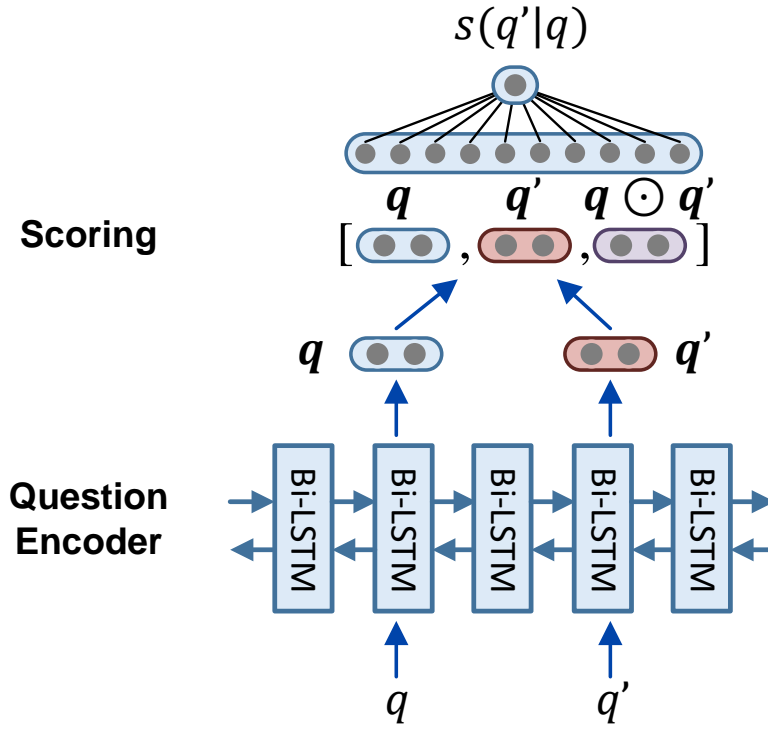 s(q’|q)
q q’ q ⊙ q’
Scoring
[ , , ]
q q’
Question
Encoder
Bi-LSTM Bi-LSTM Bi-LSTM Bi-LSTM Bi-LSTM
q q’